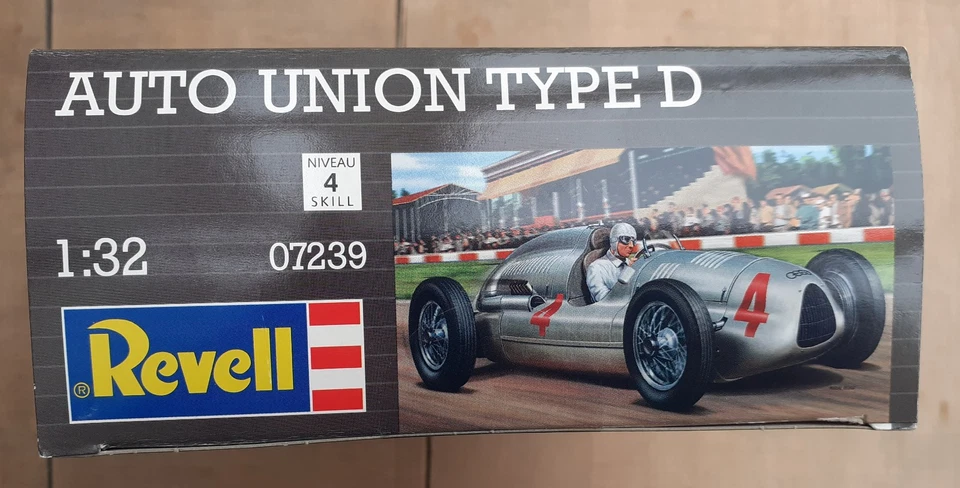 AUTO UNION TYPE D
NIVEAU
4
SKILL
1:32
07239
® Revell
4
4